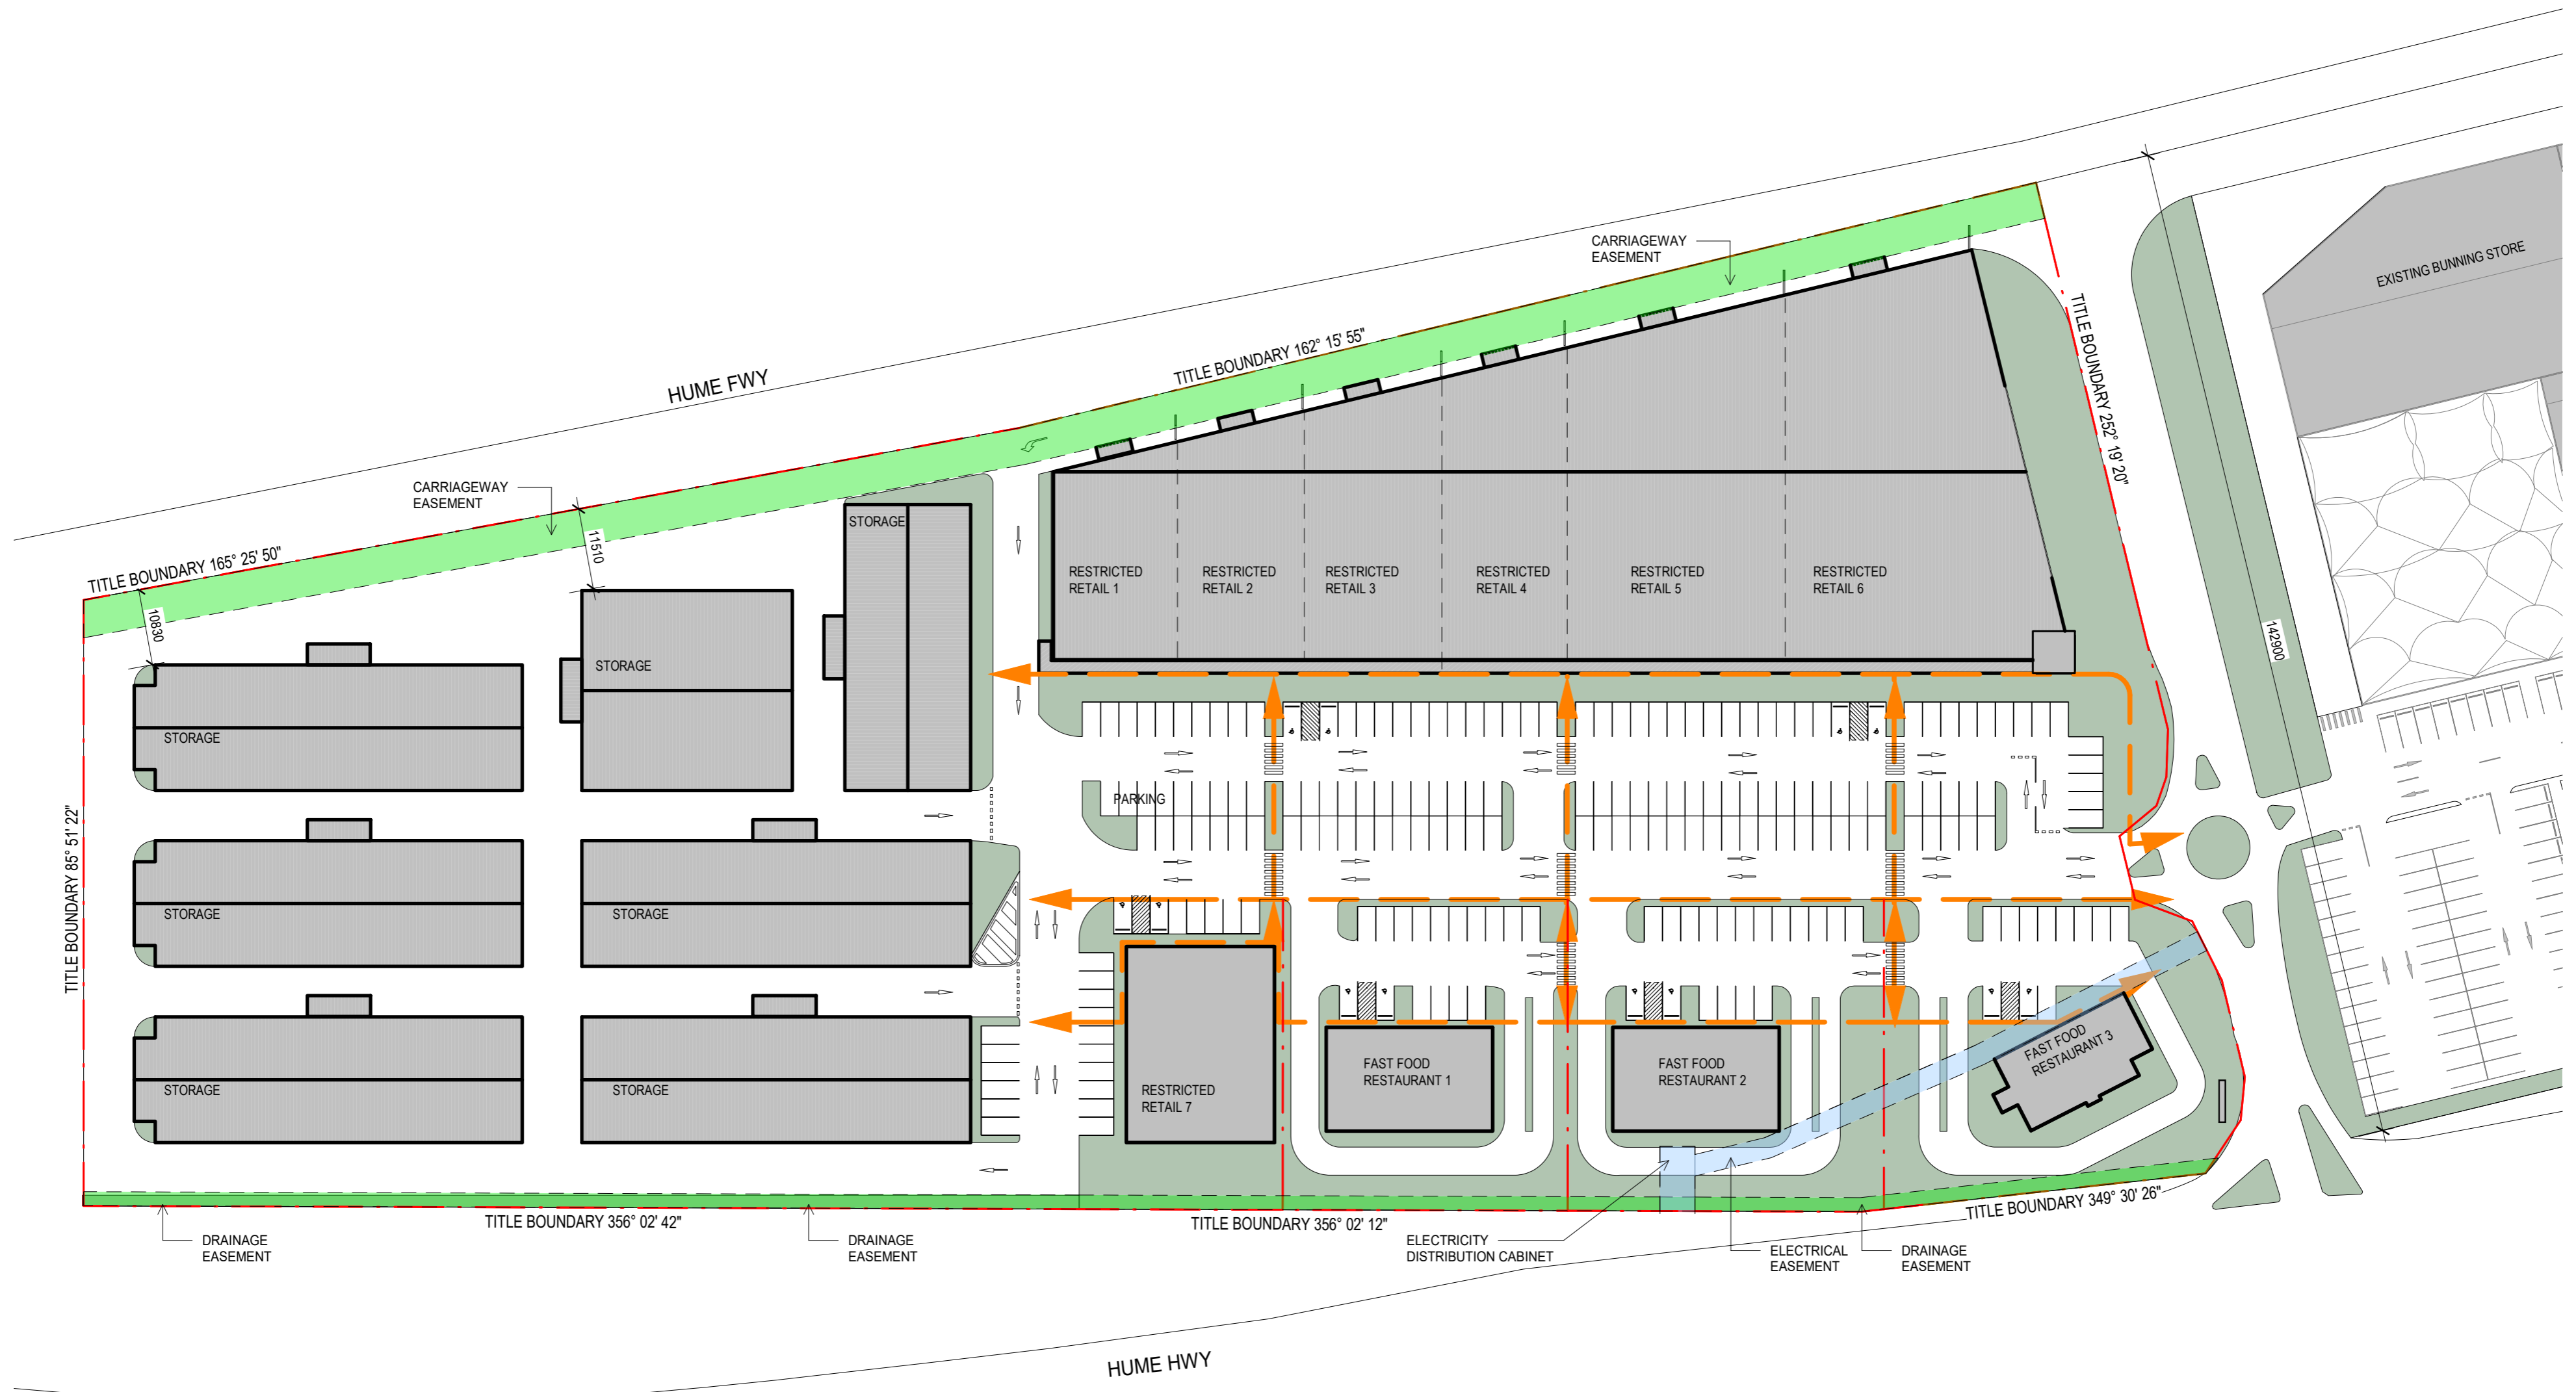 CARRIAGEWAY
EASEMENT
EXISTING BUNNING STORE
TITLE BOUNDARY 162° 15' 55"
TITLE BOUNDARY 252° 19' 20"
HUME FWY
CARRIAGEWAY
EASEMENT
11510
STORAGE
TITLE BOUNDARY 165° 25' 50"
10830
RESTRICTED
RETAIL 1
RESTRICTED
RETAIL 2
RESTRICTED
RETAIL 3
RESTRICTED
RETAIL 4
RESTRICTED
RETAIL 5
RESTRICTED
RETAIL 6
142900
STORAGE
STORAGE
PARKING
TITLE BOUNDARY 85° 51' 22"
STORAGE
STORAGE
FAST FOOD
RESTAURANT 1
FAST FOOD
RESTAURANT 2
FAST FOOD
RESTAURANT 3
STORAGE
STORAGE
RESTRICTED
RETAIL 7
TITLE BOUNDARY 356° 02' 42"
TITLE BOUNDARY 356° 02' 12"
TITLE BOUNDARY 349° 30' 26"
DRAINAGE
EASEMENT
DRAINAGE
EASEMENT
ELECTRICITY
DISTRIBUTION CABINET
ELECTRICAL
EASEMENT
DRAINAGE
EASEMENT
HUME HWY